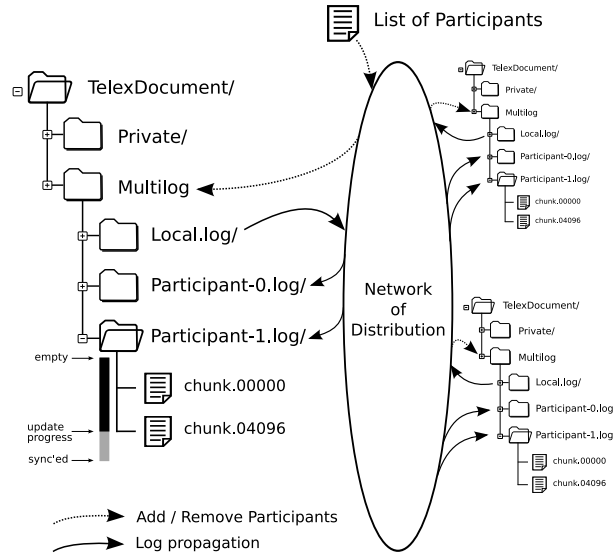 List of Participants
TelexDocument/
Private/
Multilog
Local.log/
Participant-0.log/
Participant-1.log/
chunk.00000
chunk.04096
empty
update
progress
sync'ed
Network
of
Distribution
TelexDocument/
Private/
Multilog
Local.log/
Participant-0.log/
Participant-1.log/
chunk.00000
chunk.04096
TelexDocument/
Private/
Multilog
Local.log/
Participant-0.log
Participant-1.log
chunk.00000
chunk.04096
Add / Remove Participants
Log propagation